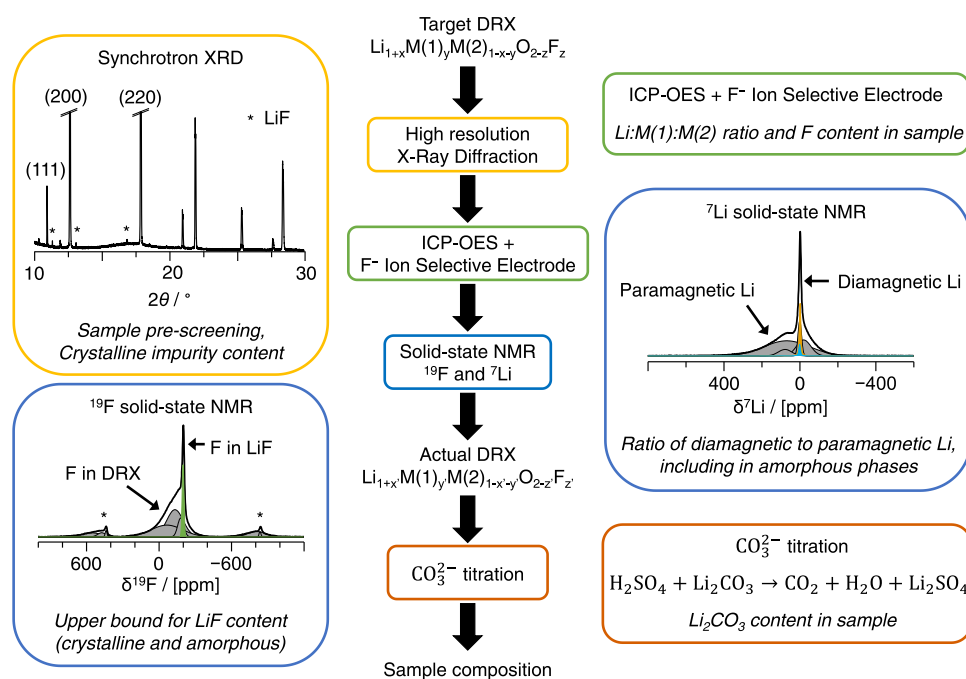 Synchrotron XRD
(200)
(220)
* LiF
(111)
*
*
*
10
20
30
2θ / °
Sample pre-screening,
Crystalline impurity content
¹⁹F solid-state NMR
F in LiF
F in DRX
*
*
600
0
−600
δ¹⁹F / [ppm]
Upper bound for LiF content
(crystalline and amorphous)
Target DRX
Li₁₊ₓM(1)ᵧM(2)₁₋ₓ₋ᵧO₂₋zFz
High resolution
X-Ray Diffraction
ICP-OES +
F⁻ Ion Selective Electrode
Solid-state NMR
¹⁹F and ⁷Li
Actual DRX
Li₁₊ₓ'M(1)ᵧ'M(2)₁₋ₓ'₋ᵧ'O₂₋z'Fz'
CO₃²⁻ titration
Sample composition
ICP-OES + F⁻ Ion Selective Electrode
Li:M(1):M(2) ratio and F content in sample
⁷Li solid-state NMR
Diamagnetic Li
Paramagnetic Li
400
0
−400
δ⁷Li / [ppm]
Ratio of diamagnetic to paramagnetic Li,
including in amorphous phases
CO₃²⁻ titration
H₂SO₄ + Li₂CO₃ → CO₂ + H₂O + Li₂SO₄
Li₂CO₃ content in sample